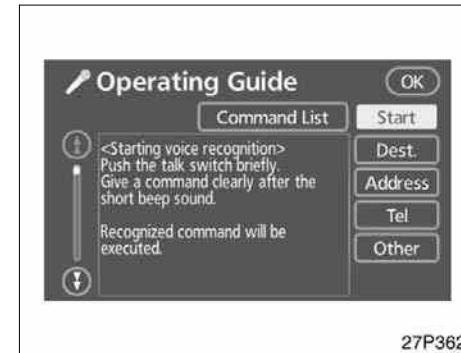 Operating Guide
OK
Command List
Start
<Starting voice recognition>
Push the talk switch briefly.
Give a command clearly after the
short beep sound.
Recognized command will be
executed.
Dest.
Address
Tel
Other
27P362